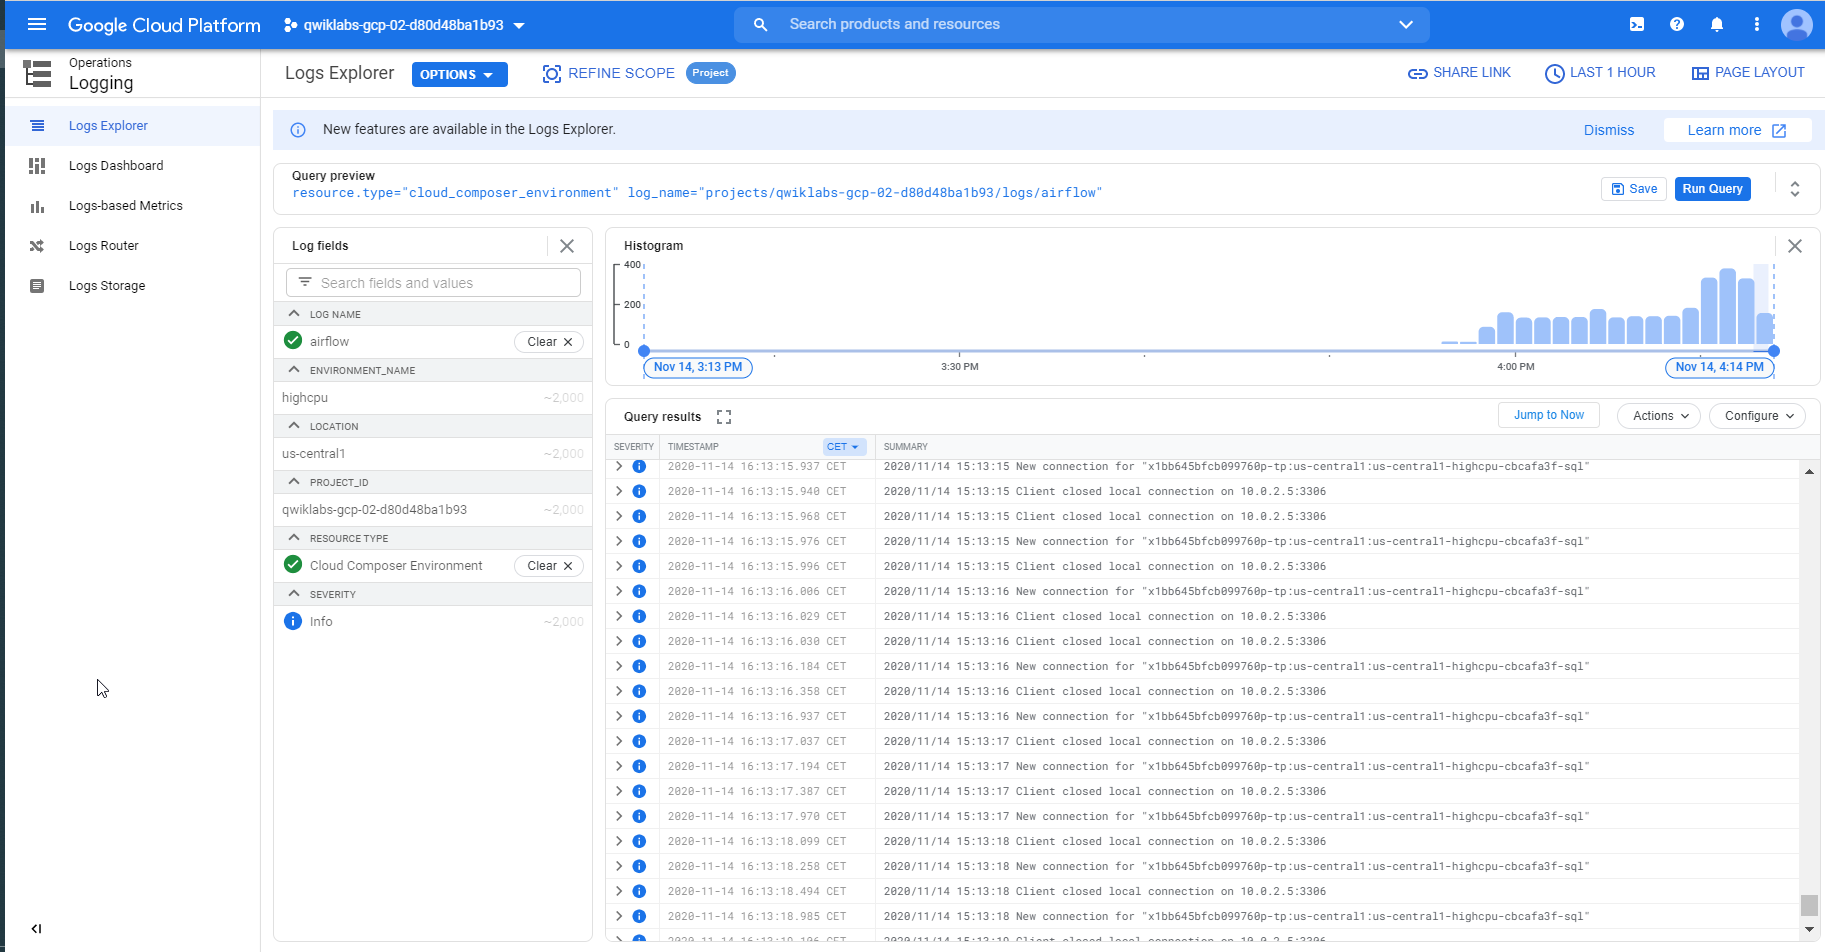 Google Cloud Platform
qwiklabs-gcp-02-d80d48ba1b93
Search products and resources
Operations
Logging
Logs Explorer
OPTIONS
REFINE SCOPE
Project
SHARE LINK
LAST 1 HOUR
PAGE LAYOUT
Logs Explorer
Logs Dashboard
Logs-based Metrics
Logs Router
Logs Storage
New features are available in the Logs Explorer.
Dismiss
Learn more
Query preview
resource.type="cloud_composer_environment" log_name="projects/qwiklabs-gcp-02-d80d48ba1b93/logs/airflow"
Save
Run Query
Log fields
Search fields and values
LOG NAME
airflow
Clear
ENVIRONMENT_NAME
highcpu ~2,000
LOCATION
us-central1 ~2,000
PROJECT_ID
qwiklabs-gcp-02-d80d48ba1b93 ~2,000
RESOURCE TYPE
Cloud Composer Environment
Clear
SEVERITY
Info ~2,000
Histogram
400
200
0
Nov 14, 3:13 PM
3:30 PM
4:00 PM
Nov 14, 4:14 PM
Query results
Jump to Now
Actions
Configure
SEVERITY TIMESTAMP CET SUMMARY
2020-11-14 16:13:15.937 CET 2020/11/14 15:13:15 New connection for "x1bb645bfcb099760p-tp:us-central1:us-central1-highcpu-cbcafa3f-sql"
2020-11-14 16:13:15.940 CET 2020/11/14 15:13:15 Client closed local connection on 10.0.2.5:3306
2020-11-14 16:13:15.968 CET 2020/11/14 15:13:15 Client closed local connection on 10.0.2.5:3306
2020-11-14 16:13:15.976 CET 2020/11/14 15:13:15 New connection for "x1bb645bfcb099760p-tp:us-central1:us-central1-highcpu-cbcafa3f-sql"
2020-11-14 16:13:15.996 CET 2020/11/14 15:13:15 Client closed local connection on 10.0.2.5:3306
2020-11-14 16:13:16.006 CET 2020/11/14 15:13:16 New connection for "x1bb645bfcb099760p-tp:us-central1:us-central1-highcpu-cbcafa3f-sql"
2020-11-14 16:13:16.029 CET 2020/11/14 15:13:16 Client closed local connection on 10.0.2.5:3306
2020-11-14 16:13:16.030 CET 2020/11/14 15:13:16 Client closed local connection on 10.0.2.5:3306
2020-11-14 16:13:16.184 CET 2020/11/14 15:13:16 New connection for "x1bb645bfcb099760p-tp:us-central1:us-central1-highcpu-cbcafa3f-sql"
2020-11-14 16:13:16.358 CET 2020/11/14 15:13:16 Client closed local connection on 10.0.2.5:3306
2020-11-14 16:13:16.937 CET 2020/11/14 15:13:16 New connection for "x1bb645bfcb099760p-tp:us-central1:us-central1-highcpu-cbcafa3f-sql"
2020-11-14 16:13:17.037 CET 2020/11/14 15:13:17 Client closed local connection on 10.0.2.5:3306
2020-11-14 16:13:17.194 CET 2020/11/14 15:13:17 New connection for "x1bb645bfcb099760p-tp:us-central1:us-central1-highcpu-cbcafa3f-sql"
2020-11-14 16:13:17.387 CET 2020/11/14 15:13:17 Client closed local connection on 10.0.2.5:3306
2020-11-14 16:13:17.970 CET 2020/11/14 15:13:17 New connection for "x1bb645bfcb099760p-tp:us-central1:us-central1-highcpu-cbcafa3f-sql"
2020-11-14 16:13:18.099 CET 2020/11/14 15:13:18 Client closed local connection on 10.0.2.5:3306
2020-11-14 16:13:18.258 CET 2020/11/14 15:13:18 New connection for "x1bb645bfcb099760p-tp:us-central1:us-central1-highcpu-cbcafa3f-sql"
2020-11-14 16:13:18.494 CET 2020/11/14 15:13:18 Client closed local connection on 10.0.2.5:3306
2020-11-14 16:13:18.985 CET 2020/11/14 15:13:18 New connection for "x1bb645bfcb099760p-tp:us-central1:us-central1-highcpu-cbcafa3f-sql"